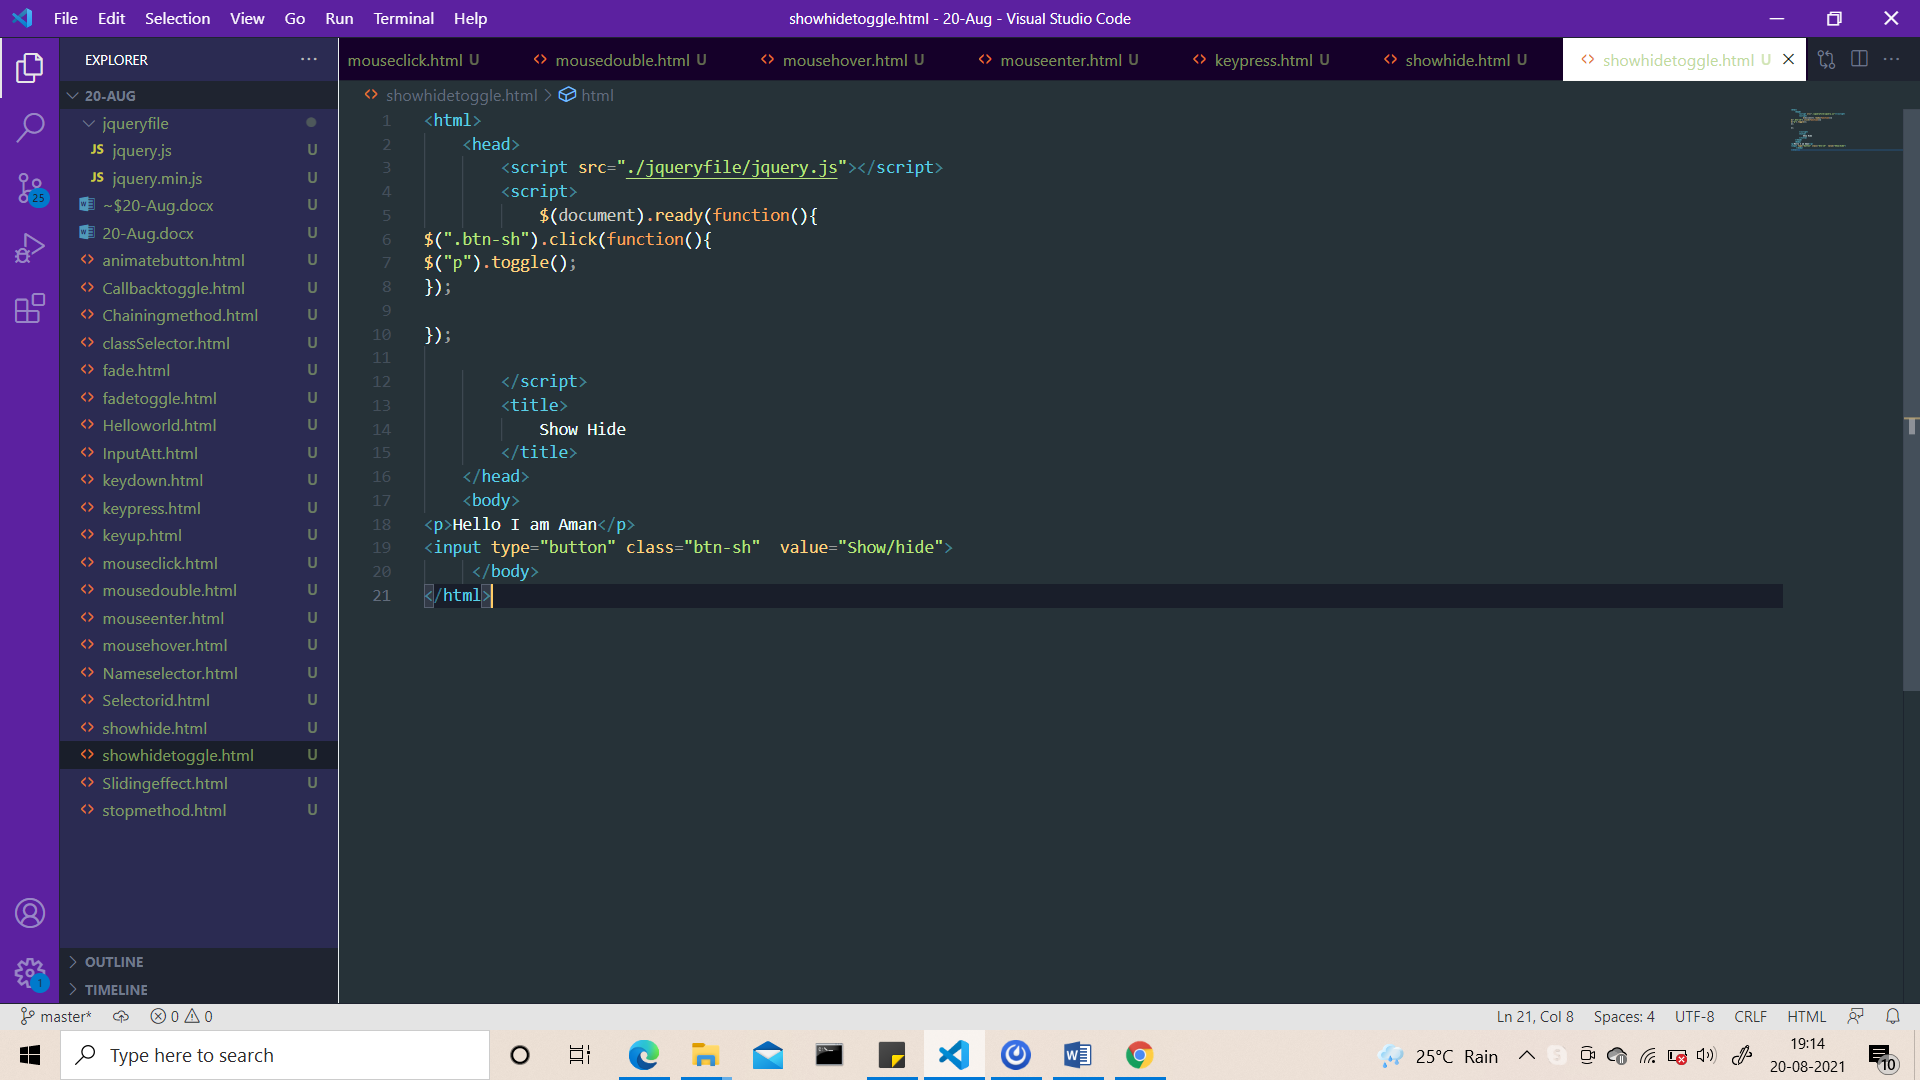 File Edit Selection View Go Run Terminal Help
showhidetoggle.html - 20-Aug - Visual Studio Code
EXPLORER
mouseclick.html U
mousedouble.html U
mousehover.html U
mouseenter.html U
keypress.html U
showhide.html U
showhidetoggle.html U
20-AUG
jqueryfile
JS jquery.js U
JS jquery.min.js U
~$20-Aug.docx U
20-Aug.docx U
animatebutton.html U
Callbacktoggle.html U
Chainingmethod.html U
classSelector.html U
fade.html U
fadetoggle.html U
Helloworld.html U
InputAtt.html U
keydown.html U
keypress.html U
keyup.html U
mouseclick.html U
mousedouble.html U
mouseenter.html U
mousehover.html U
Nameselector.html U
Selectorid.html U
showhide.html U
showhidetoggle.html U
Slidingeffect.html U
stopmethod.html U
OUTLINE
TIMELINE
25
1
showhidetoggle.html > html
1 <html>
2 <head>
3 <script src="./jqueryfile/jquery.js"></script>
4 <script>
5 $(document).ready(function(){
6 $(".btn-sh").click(function(){
7 $("p").toggle();
8 });
9
10 });
11
12 </script>
13 <title>
14 Show Hide
15 </title>
16 </head>
17 <body>
18 <p>Hello I am Aman</p>
19 <input type="button" class="btn-sh"  value="Show/hide">
20 </body>
21 </html>
master* 0 0
Ln 21, Col 8 Spaces: 4 UTF-8 CRLF HTML
Type here to search
25°C Rain
19:14
20-08-2021
10